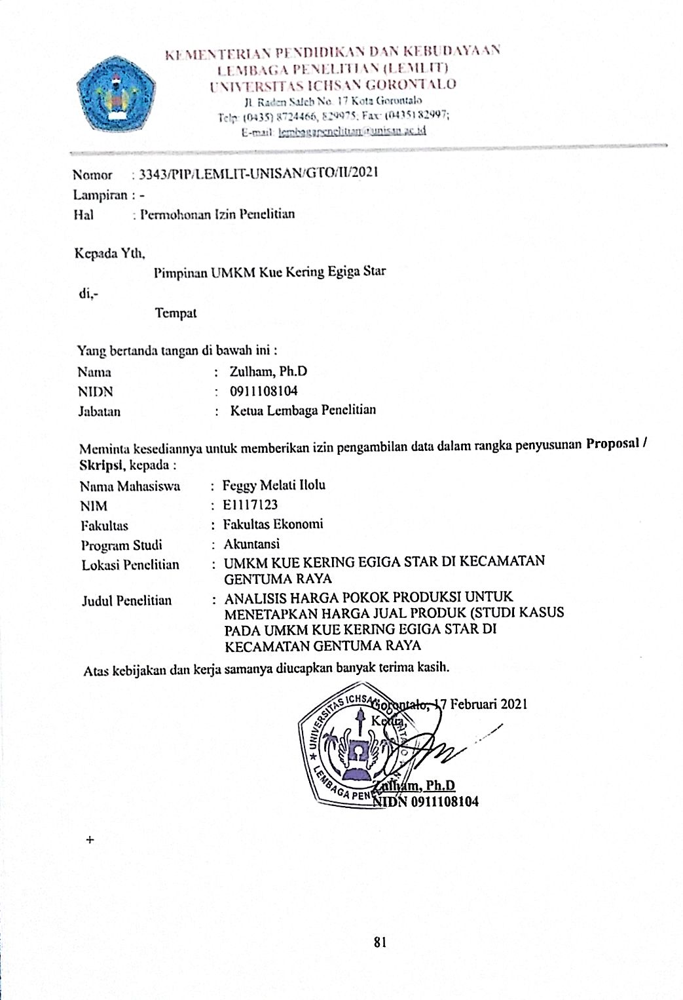 KEMENTERIAN PENDIDIKAN DAN KEBUDAYAAN
LEMBAGA PENELITIAN (LEMLIT)
UNIVERSITAS ICHSAN GORONTALO
Jl. Raden Saleh No. 17 Kota Gorontalo
Telp: (0435) 8724466, 829975; Fax: (0435) 82997;
E-mail: lembagapenelitian@unisan.ac.id
Nomor : 3343/PIP/LEMLIT-UNISAN/GTO/II/2021
Lampiran : -
Hal : Permohonan Izin Penelitian
Kepada Yth,
Pimpinan UMKM Kue Kering Egiga Star
di,-
Tempat
Yang bertanda tangan di bawah ini :
Nama : Zulham, Ph.D
NIDN : 0911108104
Jabatan : Ketua Lembaga Penelitian
Meminta kesediannya untuk memberikan izin pengambilan data dalam rangka penyusunan Proposal /
Skripsi, kepada :
Nama Mahasiswa : Feggy Melati Ilolu
NIM : E1117123
Fakultas : Fakultas Ekonomi
Program Studi : Akuntansi
Lokasi Penelitian : UMKM KUE KERING EGIGA STAR DI KECAMATAN
GENTUMA RAYA
Judul Penelitian : ANALISIS HARGA POKOK PRODUKSI UNTUK
MENETAPKAN HARGA JUAL PRODUK (STUDI KASUS
PADA UMKM KUE KERING EGIGA STAR DI
KECAMATAN GENTUMA RAYA
Atas kebijakan dan kerja samanya diucapkan banyak terima kasih.
Gorontalo, 17 Februari 2021
Ketua,
UNIVERSITAS ICHSAN GORONTALO
LEMBAGA PENELITIAN
Zulham, Ph.D
NIDN 0911108104
+
81